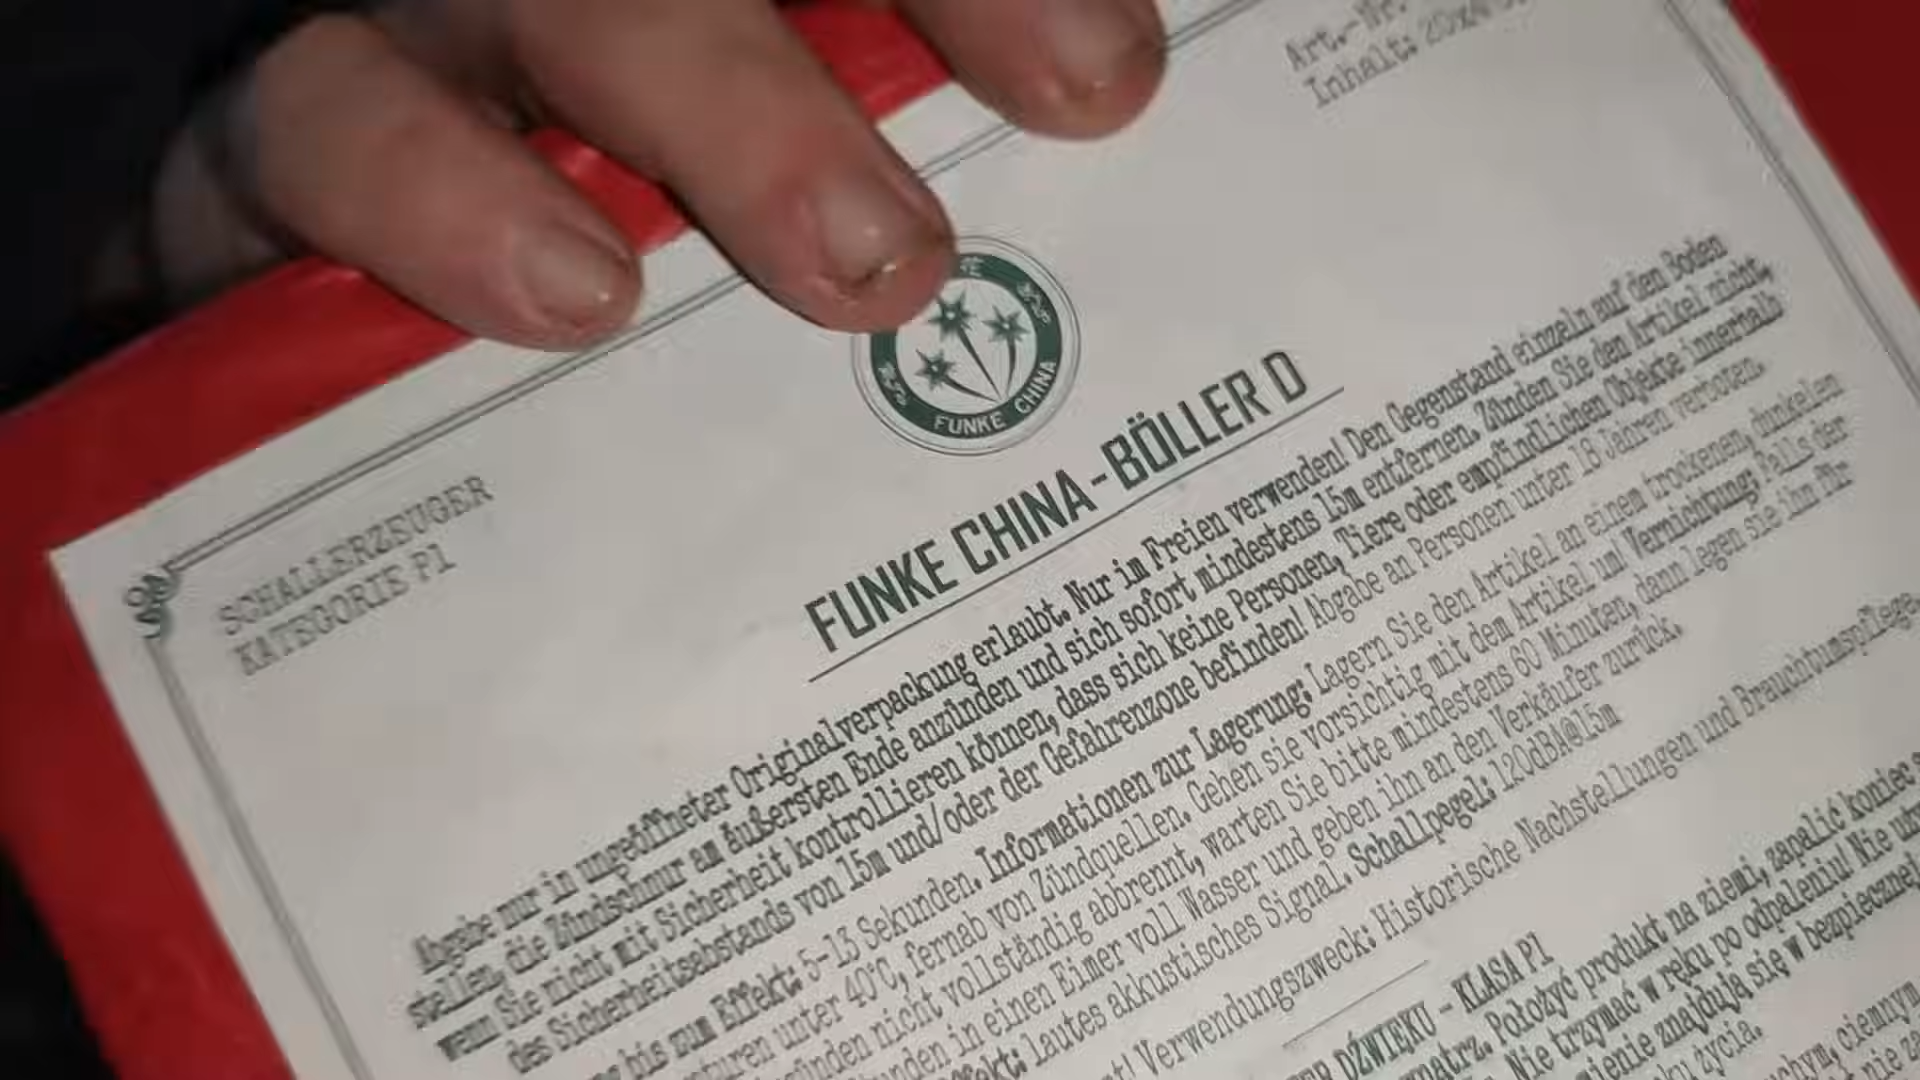 Art.-Nr.
Inhalt:
FUNKE CHINA
SCHALLERZEUGER
KATEGORIE P1
FUNKE CHINA-BÖLLER D
Abgabe nur in ungeöffneter Originalverpackung erlaubt. Nur im Freien verwenden! Den Gegenstand einzeln auf den Boden
stellen, die Zündschnur am äußersten Ende anzünden und sich sofort mindestens 15m entfernen. Zünden Sie den Artikel nicht,
wenn Sie nicht mit Sicherheit kontrollieren können, dass sich keine Personen, Tiere oder empfindlichen Objekte innerhalb
des Sicherheitsabstands von 15m und/oder der Gefahrenzone befinden! Abgabe an Personen unter 18 Jahren verboten.
bis zum Effekt: 5-13 Sekunden. Informationen zur Lagerung: Lagern Sie den Artikel an einem trockenen, dunkelen
unter 40°C, fernab von Zündquellen. Gehen sie vorsichtig mit dem Artikel um! Vernichtung: Falls der
nicht vollständig abbrennt, warten Sie bitte mindestens 60 Minuten, dann legen sie ihn für
in einen Eimer voll Wasser und geben ihn an den Verkäufer zurück.
lautes akkustisches Signal. Schallpegel: 120dBA@15m
Verwendungszweck: Historische Nachstellungen und Brauchtumspflege.
DŹWIĘKU - KLASA P1
Położyć produkt na ziemi, zapalić koniec
Nie trzymać w ręku po odpaleniu! Nie
znajdują się w bezpiecznej
życia.
ciemnym